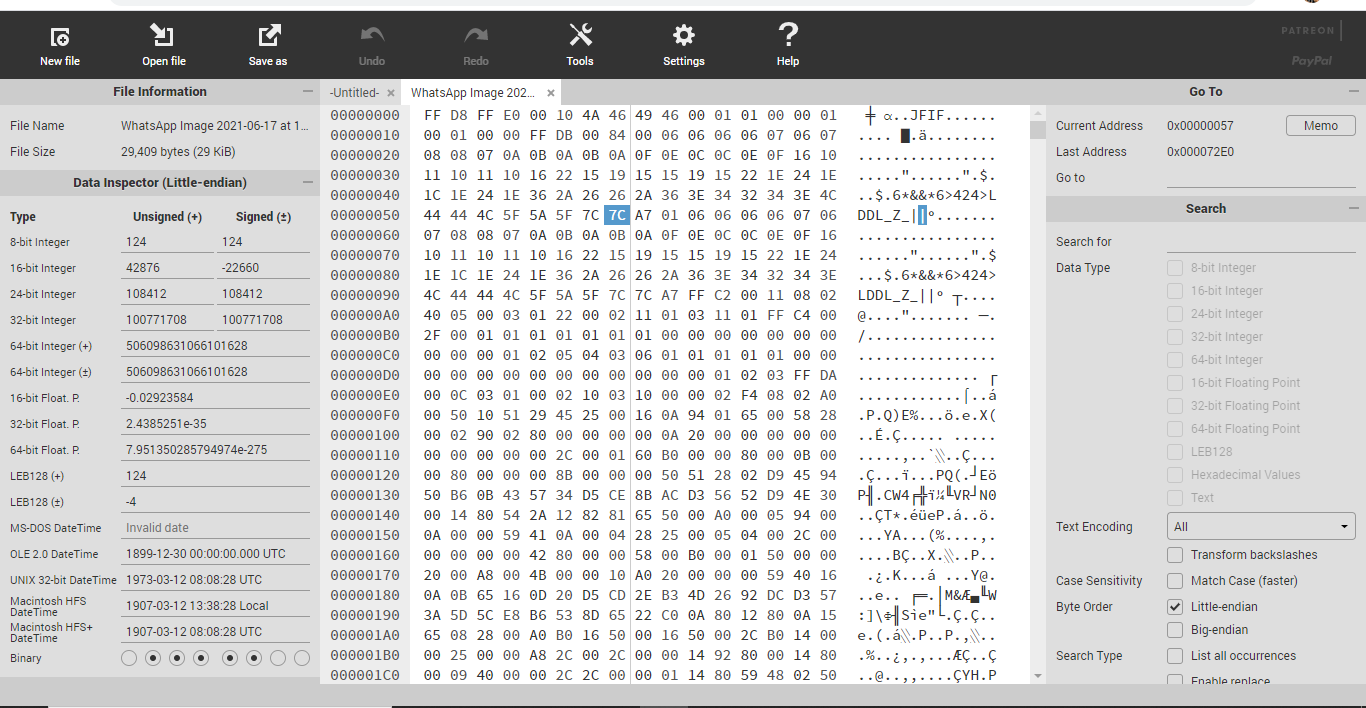 PATREON
PayPal
New file Open file Save as Undo Redo Tools Settings Help
File Information
File Name WhatsApp Image 2021-06-17 at 1...
File Size 29,409 bytes (29 KiB)
Data Inspector (Little-endian)
Type Unsigned (+) Signed (±)
8-bit Integer 124 124
16-bit Integer 42876 -22660
24-bit Integer 108412 108412
32-bit Integer 100771708 100771708
64-bit Integer (+) 506098631066101628
64-bit Integer (±) 506098631066101628
16-bit Float. P. -0.02923584
32-bit Float. P. 2.4385251e-35
64-bit Float. P. 7.951350285794974e-275
LEB128 (+) 124
LEB128 (±) -4
MS-DOS DateTime Invalid date
OLE 2.0 DateTime 1899-12-30 00:00:00.000 UTC
UNIX 32-bit DateTime 1973-03-12 08:08:28 UTC
Macintosh HFS
DateTime 1907-03-12 13:38:28 Local
Macintosh HFS+
DateTime 1907-03-12 08:08:28 UTC
Binary
-Untitled- × WhatsApp Image 202... ×
00000000 FF D8 FF E0 00 10 4A 46 49 46 00 01 01 00 00 01
00000010 00 01 00 00 FF DB 00 84 00 06 06 06 06 07 06 07
00000020 08 08 07 0A 0B 0A 0B 0A 0F 0E 0C 0C 0E 0F 16 10
00000030 11 10 11 10 16 22 15 19 15 15 19 15 22 1E 24 1E
00000040 1C 1E 24 1E 36 2A 26 26 2A 36 3E 34 32 34 3E 4C
00000050 44 44 4C 5F 5A 5F 7C 7C A7 01 06 06 06 06 07 06
00000060 07 08 08 07 0A 0B 0A 0B 0A 0F 0E 0C 0C 0E 0F 16
00000070 10 11 10 11 10 16 22 15 19 15 15 19 15 22 1E 24
00000080 1E 1C 1E 24 1E 36 2A 26 26 2A 36 3E 34 32 34 3E
00000090 4C 44 44 4C 5F 5A 5F 7C 7C A7 FF C2 00 11 08 02
000000A0 40 05 00 03 01 22 00 02 11 01 03 11 01 FF C4 00
000000B0 2F 00 01 01 01 01 01 01 00 00 00 00 00 00 00 00
000000C0 00 00 00 01 02 05 04 03 06 01 01 01 01 01 00 00
000000D0 00 00 00 00 00 00 00 00 00 00 00 01 02 03 FF DA
000000E0 00 0C 03 01 00 02 10 03 10 00 00 02 F4 08 02 A0
000000F0 00 50 10 51 29 45 25 00 16 0A 94 01 65 00 58 28
00000100 00 02 90 02 80 00 00 00 00 0A 20 00 00 00 00 00
00000110 00 00 00 00 2C 00 01 60 B0 00 00 80 00 0B 00
00000120 00 80 00 00 00 8B 00 00 00 50 51 28 02 D9 45 94
00000130 50 B6 0B 43 57 34 D5 CE 8B AC D3 56 52 D9 4E 30
00000140 00 14 80 54 2A 12 82 81 65 50 00 A0 00 05 94 00
00000150 0A 00 00 59 41 0A 00 04 28 25 00 05 04 00 2C 00
00000160 00 00 00 00 42 80 00 00 58 00 B0 00 01 50 00 00
00000170 20 00 A8 00 4B 00 00 10 A0 20 00 00 00 59 40 16
00000180 0A 0B 65 16 0D 20 D5 CD 2E B3 4D 26 92 DC D3 57
00000190 3A 5D 5C E8 B6 53 8D 65 22 C0 0A 80 12 80 0A 15
000001A0 65 08 28 00 A0 B0 16 50 00 16 50 00 2C B0 14 00
000001B0 00 25 00 00 A8 2C 00 2C 00 00 14 92 80 00 14 80
000001C0 00 09 40 00 00 2C 2C 00 00 01 14 80 59 48 02 50
Go To
Current Address 0x00000057 Memo
Last Address 0x000072E0
Go to
Search
Search for
Data Type 8-bit Integer
16-bit Integer
24-bit Integer
32-bit Integer
64-bit Integer
16-bit Floating Point
32-bit Floating Point
64-bit Floating Point
LEB128
Hexadecimal Values
Text
Text Encoding All
Transform backslashes
Case Sensitivity Match Case (faster)
Byte Order Little-endian
Big-endian
Search Type List all occurrences
Enable replace